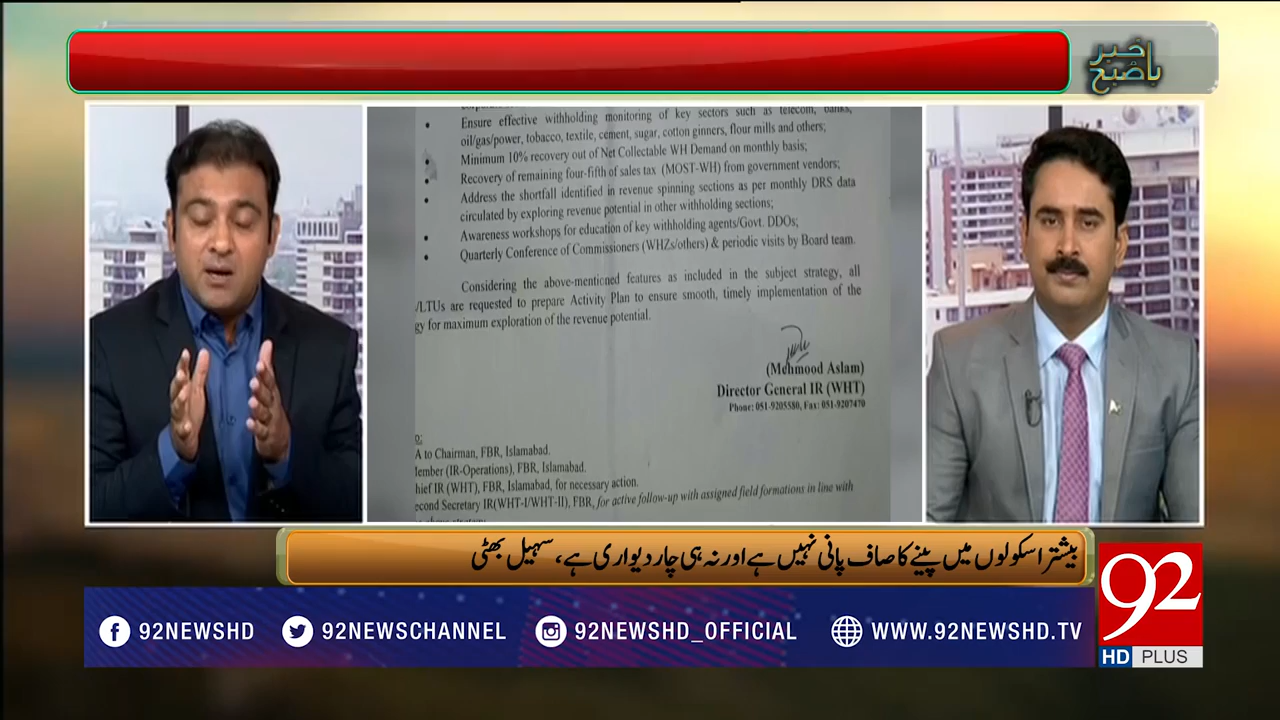 باخبر صبح
Ensure effective withholding monitoring of key sectors such as telecom, banks,
oil/gas/power, tobacco, textile, cement, sugar, cotton ginners, flour mills and others;
Minimum 10% recovery out of Net Collectable WH Demand on monthly basis;
Recovery of remaining four-fifth of sales tax (MOST-WH) from government vendors;
Address the shortfall identified in revenue spinning sections as per monthly DRS data
circulated by exploring revenue potential in other withholding sections;
Awareness workshops for education of key withholding agents/Govt. DDOs;
Quarterly Conference of Commissioners (WHZs/others) & periodic visits by Board team.
Considering the above-mentioned features as included in the subject strategy, all
/LTUs are requested to prepare Activity Plan to ensure smooth, timely implementation of the
gy for maximum exploration of the revenue potential.
(Mehmood Aslam)
Director General IR (WHT)
Phone: 051-9205580, Fax: 051-9207470
o:
A to Chairman, FBR, Islamabad.
ember (IR-Operations), FBR, Islamabad.
hief IR (WHT), FBR, Islamabad, for necessary action.
econd Secretary IR(WHT-I/WHT-II), FBR, for active follow-up with assigned field formations in line with
بیشتر اسکولوں میں پینے کا صاف پانی نہیں ہے اور نہ ہی چار دیواری ہے، سہیل بھٹی
92NEWSHD 92NEWSCHANNEL 92NEWSHD_OFFICIAL WWW.92NEWSHD.TV
92
HD PLUS